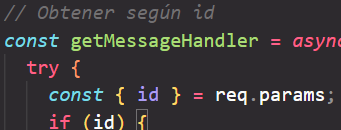 // Obtener según id
const getMessageHandler = async
try {
const { id } = req.params;
if (id) {